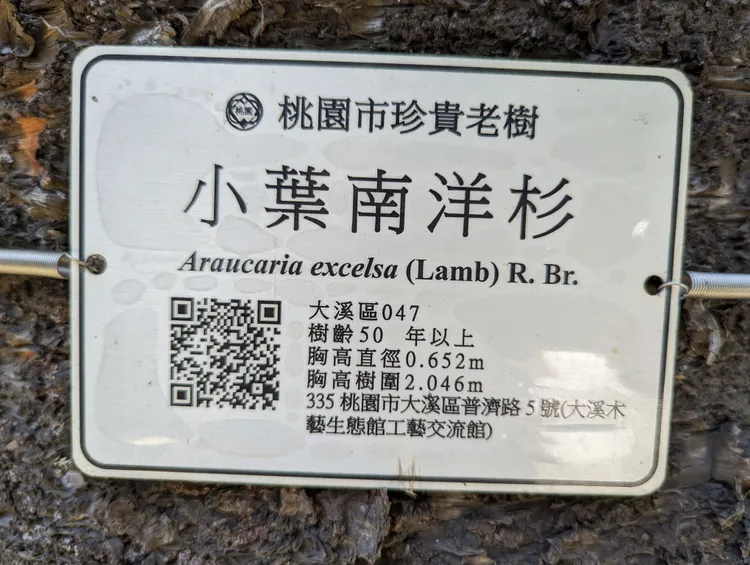 桃園市珍貴老樹
小葉南洋杉
Araucaria excelsa (Lamb) R. Br.
大溪區047
樹齡50 年以上
胸高直徑0.652m
胸高樹圍2.046m
335 桃園市大溪區普濟路 5 號(大溪木
藝生態館工藝交流館)